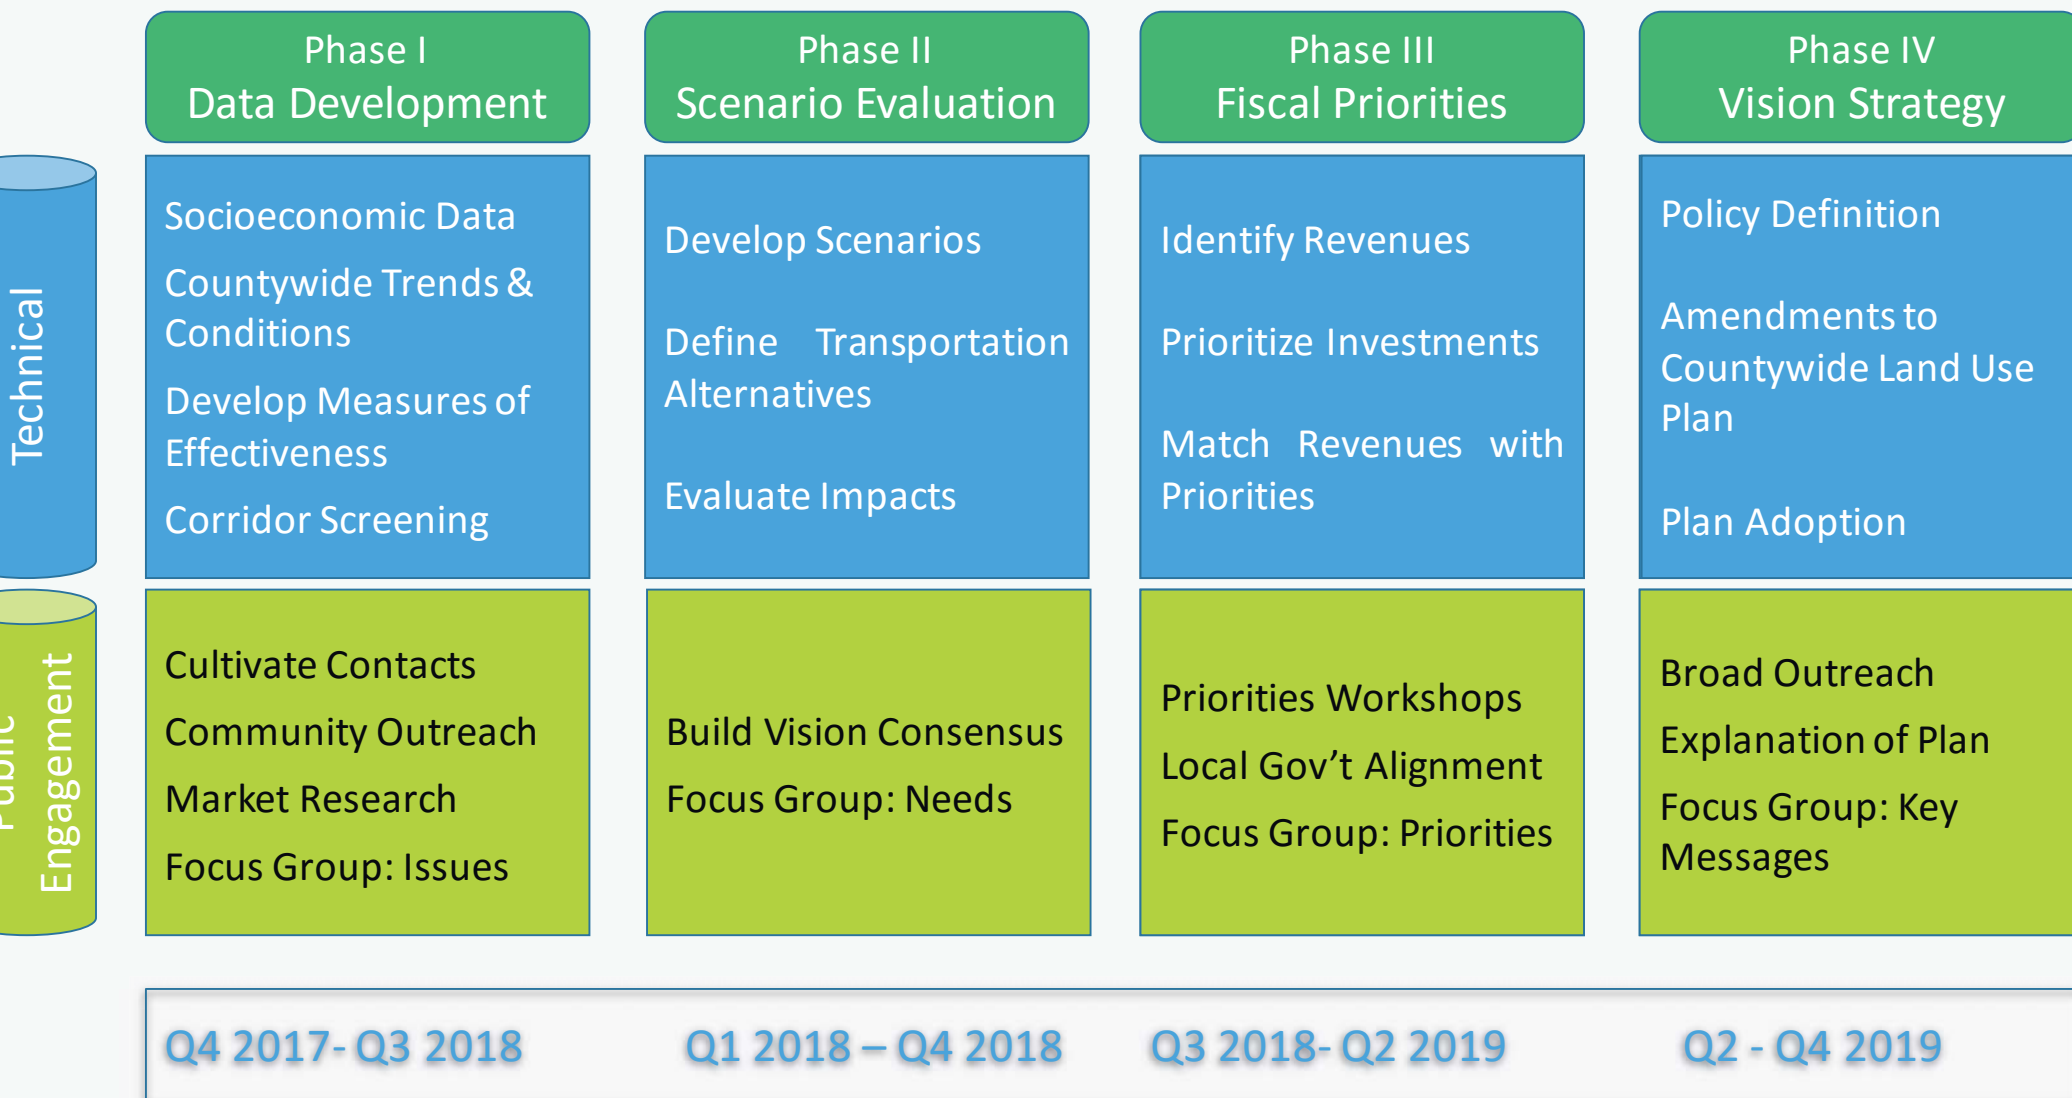 Phase I
Data Development
Phase II
Scenario Evaluation
Phase III
Fiscal Priorities
Phase IV
Vision Strategy
Technical
Socioeconomic Data
Countywide Trends &
Conditions
Develop Measures of
Effectiveness
Corridor Screening
Develop Scenarios
Define Transportation
Alternatives
Evaluate Impacts
Identify Revenues
Prioritize Investments
Match Revenues with
Priorities
Policy Definition
Amendments to
Countywide Land Use
Plan
Plan Adoption
Public
Engagement
Cultivate Contacts
Community Outreach
Market Research
Focus Group: Issues
Build Vision Consensus
Focus Group: Needs
Priorities Workshops
Local Gov’t Alignment
Focus Group: Priorities
Broad Outreach
Explanation of Plan
Focus Group: Key
Messages
Q4 2017- Q3 2018
Q1 2018 – Q4 2018
Q3 2018- Q2 2019
Q2 - Q4 2019